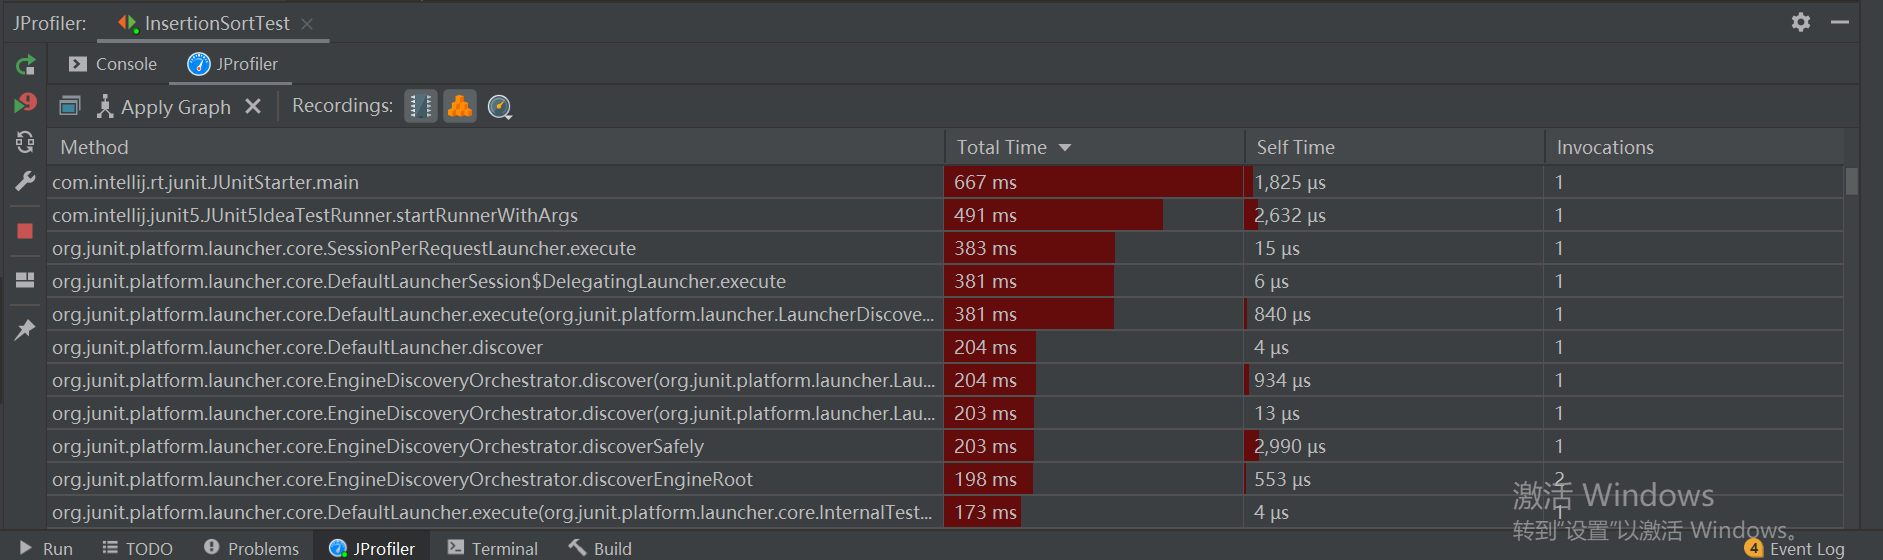 JProfiler: InsertionSortTest
Console JProfiler
Apply Graph Recordings:
Method Total Time Self Time Invocations
com.intellij.rt.junit.JUnitStarter.main 667 ms 1,825 µs 1
com.intellij.junit5.JUnit5IdeaTestRunner.startRunnerWithArgs 491 ms 2,632 µs 1
org.junit.platform.launcher.core.SessionPerRequestLauncher.execute 383 ms 15 µs 1
org.junit.platform.launcher.core.DefaultLauncherSession$DelegatingLauncher.execute 381 ms 6 µs 1
org.junit.platform.launcher.core.DefaultLauncher.execute(org.junit.platform.launcher.LauncherDiscove... 381 ms 840 µs 1
org.junit.platform.launcher.core.DefaultLauncher.discover 204 ms 4 µs 1
org.junit.platform.launcher.core.EngineDiscoveryOrchestrator.discover(org.junit.platform.launcher.Lau... 204 ms 934 µs 1
org.junit.platform.launcher.core.EngineDiscoveryOrchestrator.discover(org.junit.platform.launcher.Lau... 203 ms 13 µs 1
org.junit.platform.launcher.core.EngineDiscoveryOrchestrator.discoverSafely 203 ms 2,990 µs 1
org.junit.platform.launcher.core.EngineDiscoveryOrchestrator.discoverEngineRoot 198 ms 553 µs 2
激活 Windows
org.junit.platform.launcher.core.DefaultLauncher.execute(org.junit.platform.launcher.core.InternalTest... 173 ms 4 µs 1
转到"设置"以激活 Windows。
Run TODO Problems JProfiler Terminal Build 4 Event Log